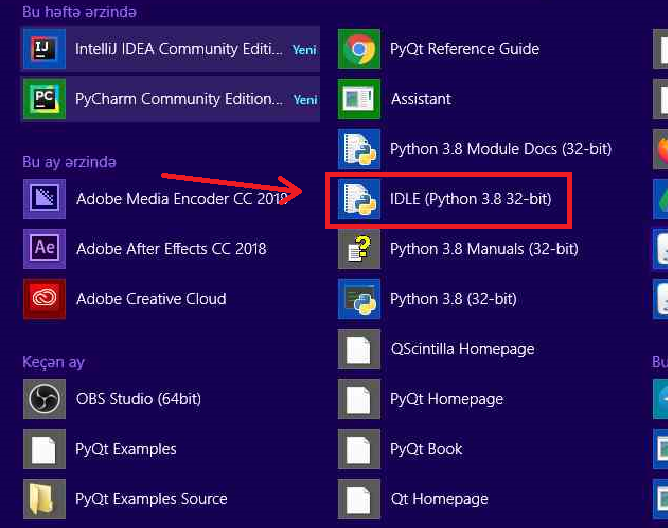 Bu həftə ərzində
IntelliJ IDEA Community Editi... Yeni
PyCharm Community Edition... Yeni
Bu ay ərzində
Adobe Media Encoder CC 2018
Adobe After Effects CC 2018
Adobe Creative Cloud
Keçən ay
OBS Studio (64bit)
PyQt Examples
PyQt Examples Source
PyQt Reference Guide
Assistant
Python 3.8 Module Docs (32-bit)
IDLE (Python 3.8 32-bit)
Python 3.8 Manuals (32-bit)
Python 3.8 (32-bit)
QScintilla Homepage
PyQt Homepage
PyQt Book
Qt Homepage
Bu